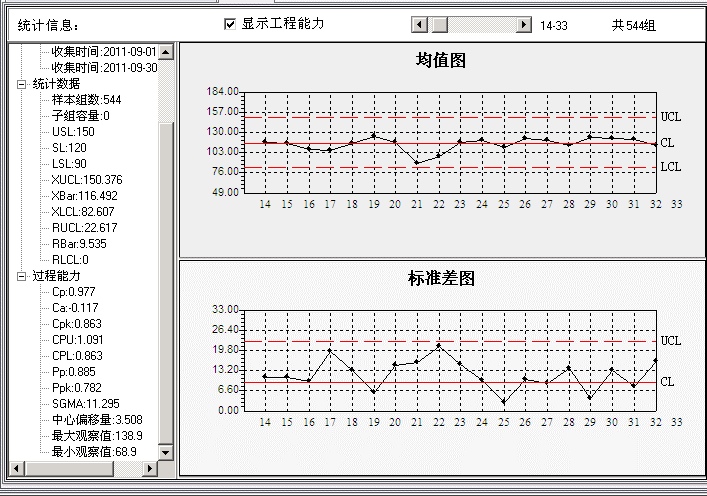 统计信息： 显示工程能力 14-33 共544组
收集时间:2011-09-01
收集时间:2011-09-30
统计数据
样本组数:544
子组容量:0
USL:150
SL:120
LSL:90
XUCL:150.376
XBar:116.492
XLCL:82.607
RUCL:22.617
RBar:9.535
RLCL:0
过程能力
Cp:0.977
Ca:-0.117
Cpk:0.863
CPU:1.091
CPL:0.863
Pp:0.885
Ppk:0.782
SGMA:11.295
中心偏移量:3.508
最大观察值:138.9
最小观察值:68.9
均值图
184.00
157.00
130.00
103.00
76.00
49.00
UCL
CL
LCL
14 15 16 17 18 19 20 21 22 23 24 25 26 27 28 29 30 31 32 33
标准差图
33.00
26.40
19.80
13.20
6.60
0.00
UCL
CL
14 15 16 17 18 19 20 21 22 23 24 25 26 27 28 29 30 31 32 33